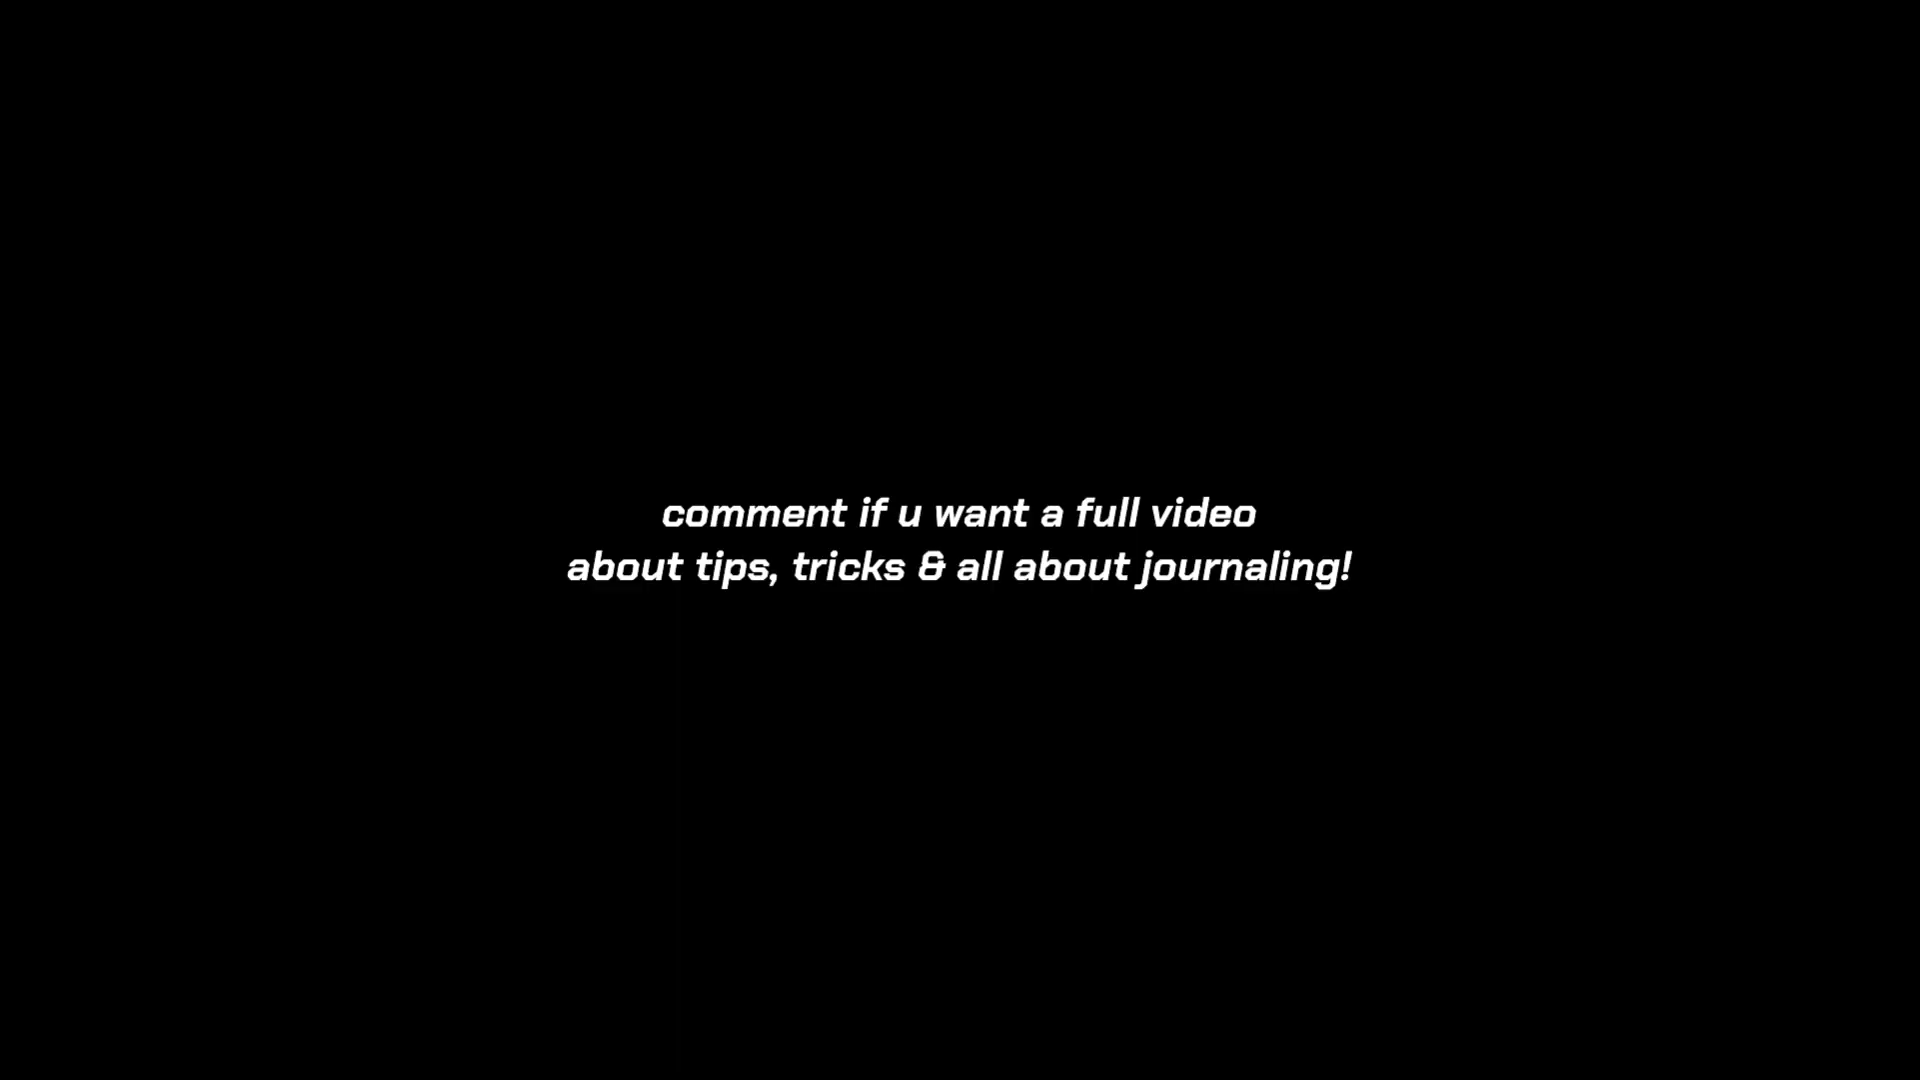 comment if u want a full video
about tips, tricks & all about journaling!